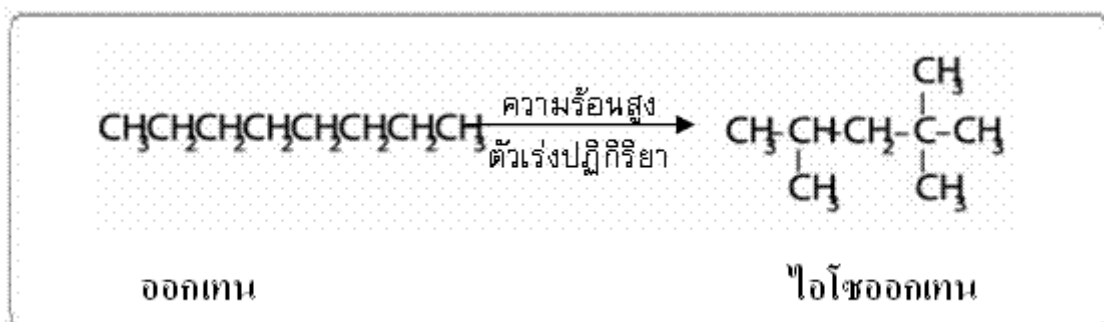 CH₃
ความร้อนสูง
CH₃CH₂CH₂CH₂CH₂CH₂CH₂CH₃ CH₃-CH-CH₂-C-CH₃
ตัวเร่งปฏิกิริยา
CH₃ CH₃
ออกเทน ไอโซออกเทน